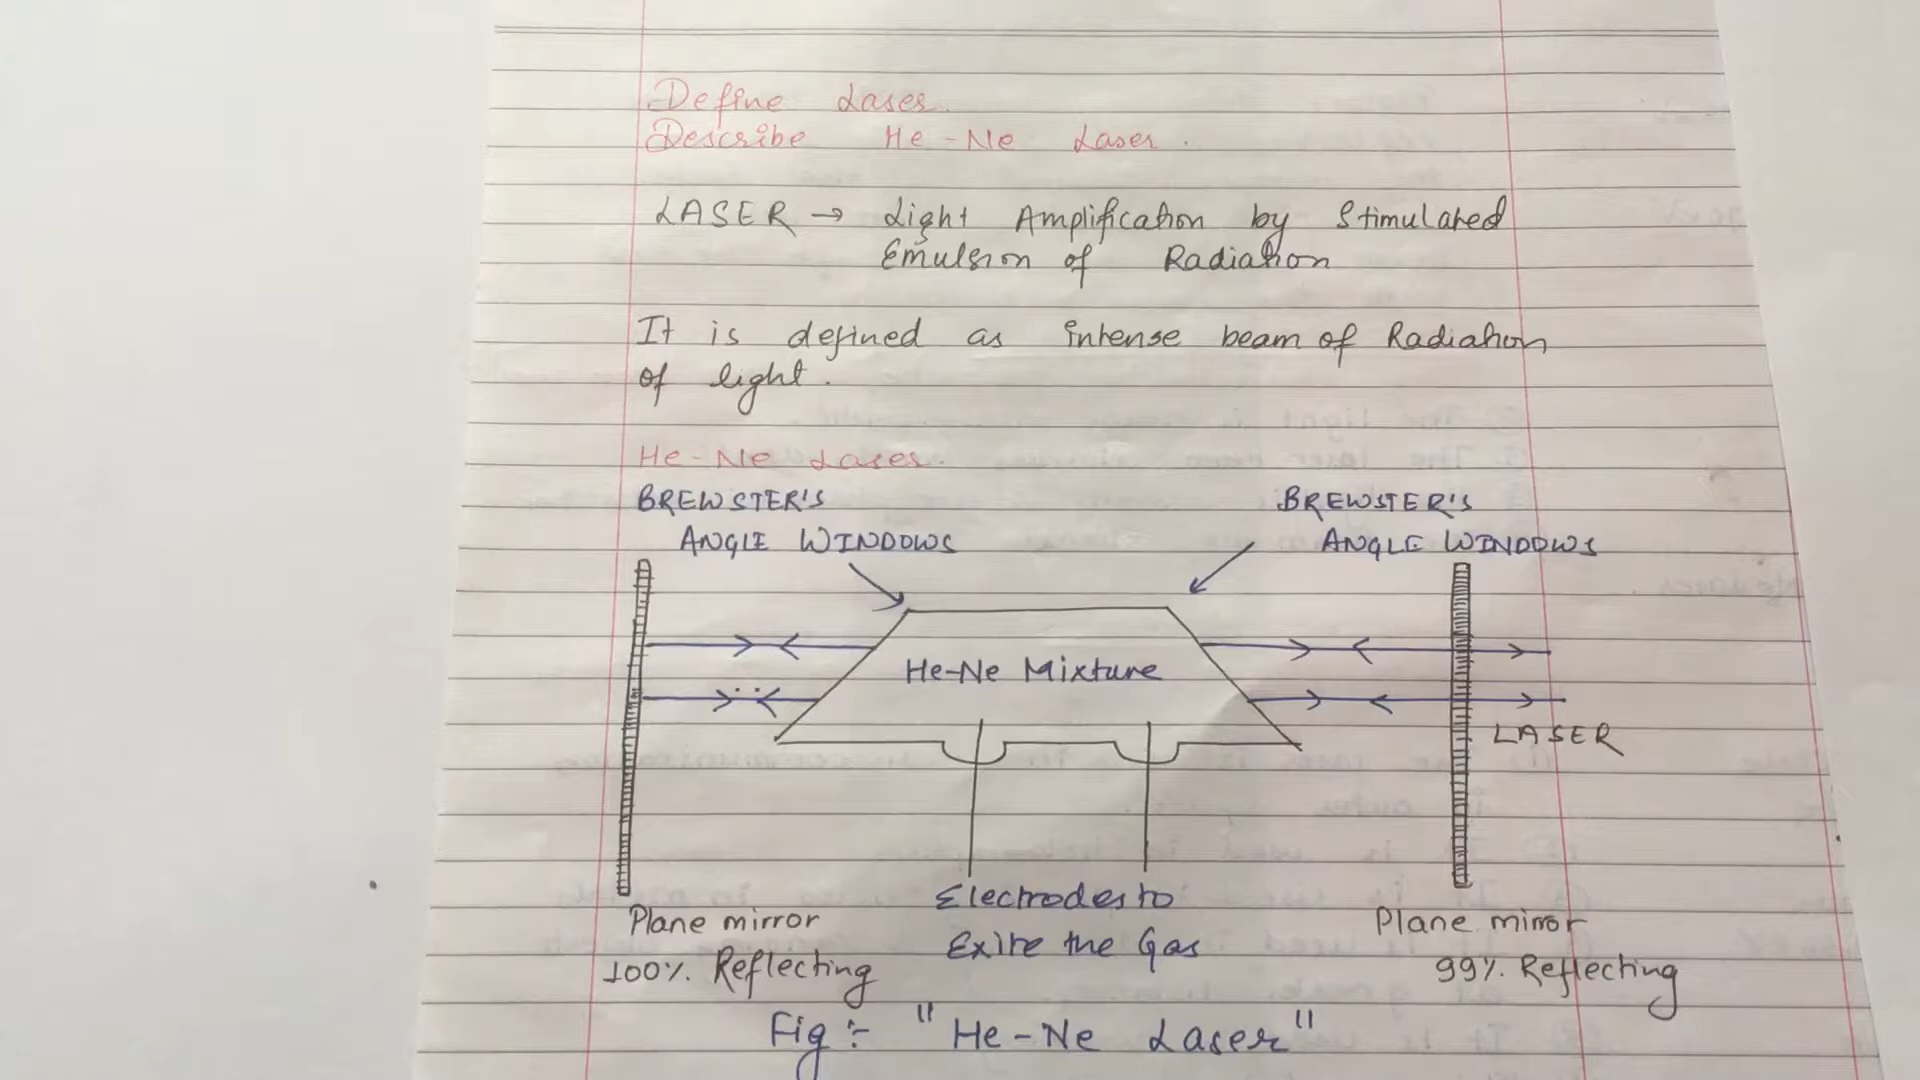 Define Laser.
Describe He-Ne Laser.
LASER → Light Amplification by Stimulated
Emulsion of Radiation
It is defined as intense beam of Radiation
of light.
He-Ne Laser.
BREWSTER'S
ANGLE WINDOWS
BREWSTER'S
ANGLE WINDOWS
He-Ne Mixture
LASER
Electrodes to
Exite the Gas
Plane mirror
100% Reflecting
Plane mirror
99% Reflecting
Fig :- "He-Ne Laser"